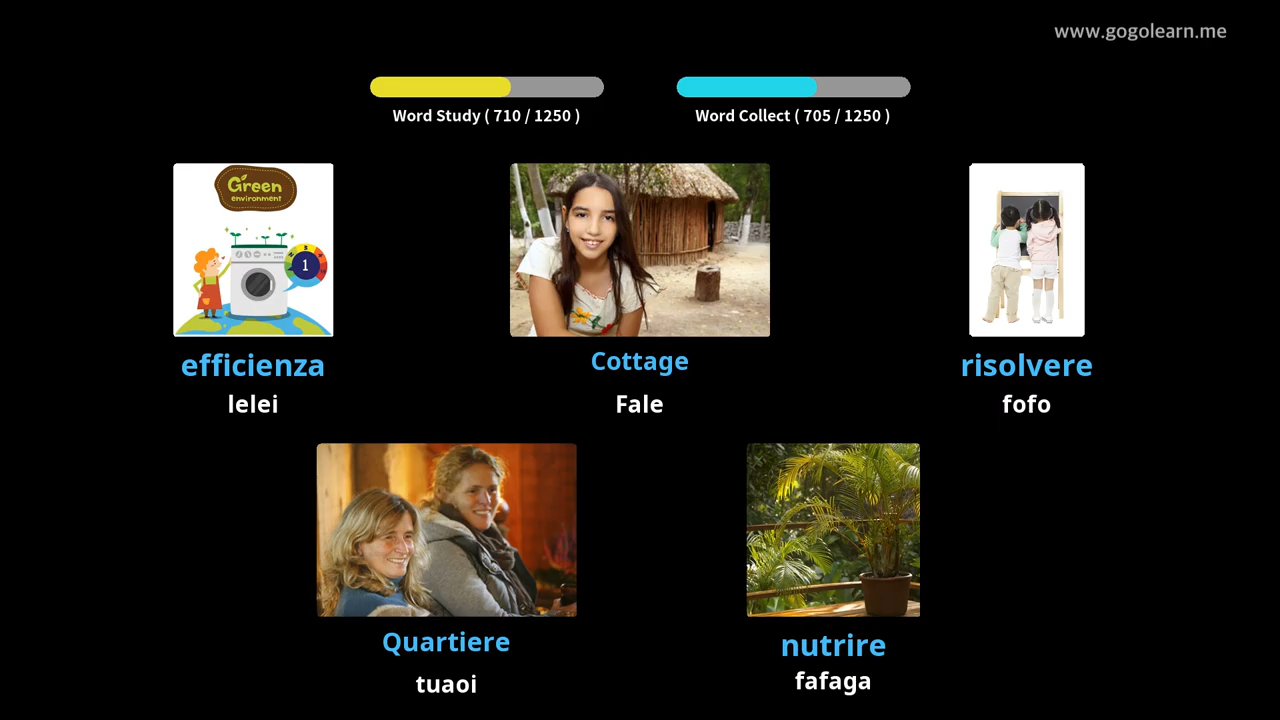 www.gogolearn.me
Word Study ( 710 / 1250 )
Word Collect ( 705 / 1250 )
Green
environment
1
efficienza
lelei
Cottage
Fale
risolvere
fofo
Quartiere
tuaoi
nutrire
fafaga